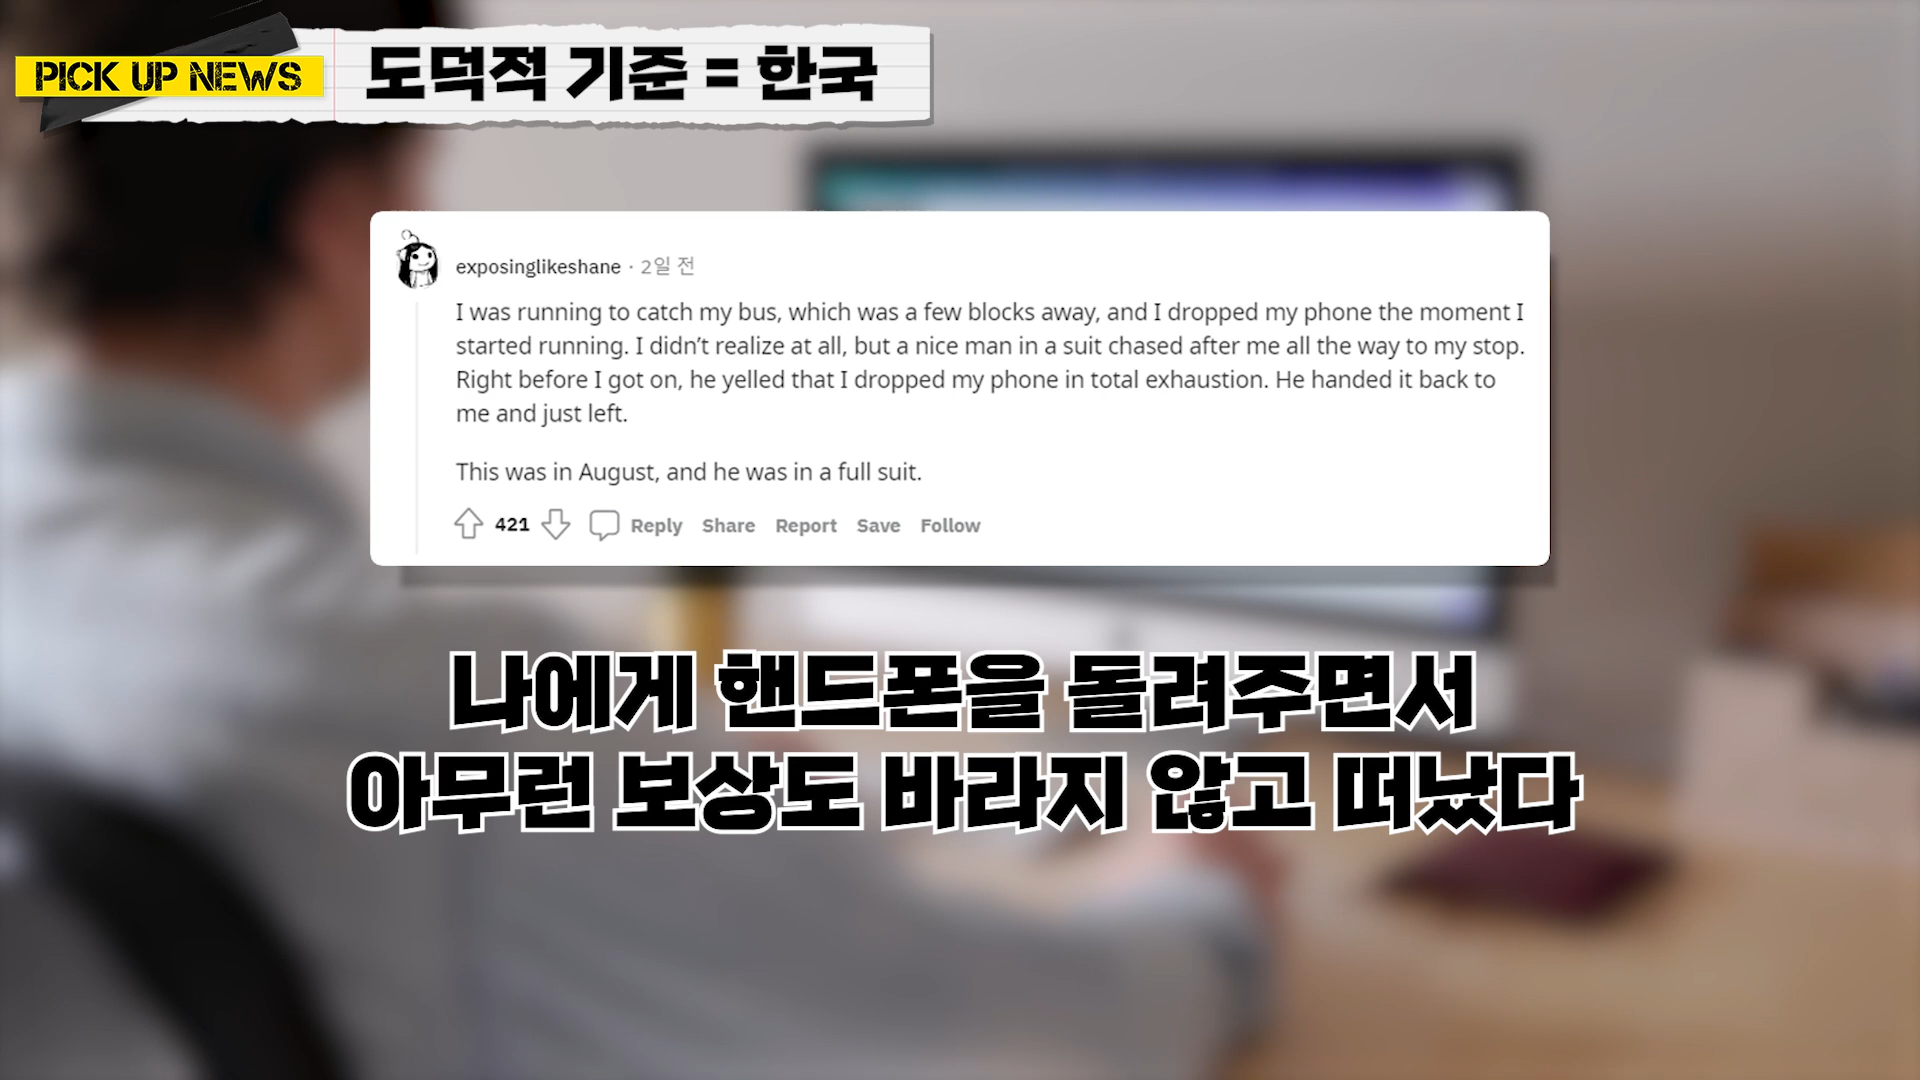 PICK UP NEWS
도덕적 기준 = 한국
exposinglikeshane · 2일 전
I was running to catch my bus, which was a few blocks away, and I dropped my phone the moment I
started running. I didn’t realize at all, but a nice man in a suit chased after me all the way to my stop.
Right before I got on, he yelled that I dropped my phone in total exhaustion. He handed it back to
me and just left.
This was in August, and he was in a full suit.
421 Reply Share Report Save Follow
나에게 핸드폰을 돌려주면서
아무런 보상도 바라지 않고 떠났다